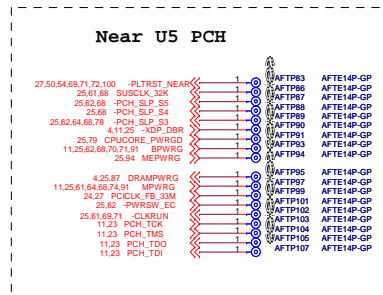 Near U5 PCH
27,50,54,69,71,72,100 -PLTRST_NEAR 1 AFTP83 AFTE14P-GP
25,61,68 SUSCLK_32K 1 AFTP86 AFTE14P-GP
25,62,68 -PCH_SLP_S5 1 AFTP87 AFTE14P-GP
25,68 -PCH_SLP_S4 1 AFTP88 AFTE14P-GP
25,62,64,68,78 -PCH_SLP_S3 1 AFTP89 AFTE14P-GP
4,11,25 -XDP_DBR 1 AFTP90 AFTE14P-GP
25,79 CPUCORE_PWRGD 1 AFTP91 AFTE14P-GP
11,25,62,68,70,71,91 BPWRG 1 AFTP93 AFTE14P-GP
25,94 MEPWRG 1 AFTP94 AFTE14P-GP
4,25,87 DRAMPWRG 1 AFTP95 AFTE14P-GP
11,25,61,64,68,74,91 MPWRG 1 AFTP97 AFTE14P-GP
24,27 PCICLK_FB_33M 1 AFTP99 AFTE14P-GP
25,62 -PWRSW_EC 1 AFTP101 AFTE14P-GP
25,61,69,71 -CLKRUN 1 AFTP102 AFTE14P-GP
11,23 PCH_TCK 1 AFTP103 AFTE14P-GP
11,23 PCH_TMS 1 AFTP104 AFTE14P-GP
11,23 PCH_TDO 1 AFTP105 AFTE14P-GP
11,23 PCH_TDI 1 AFTP107 AFTE14P-GP